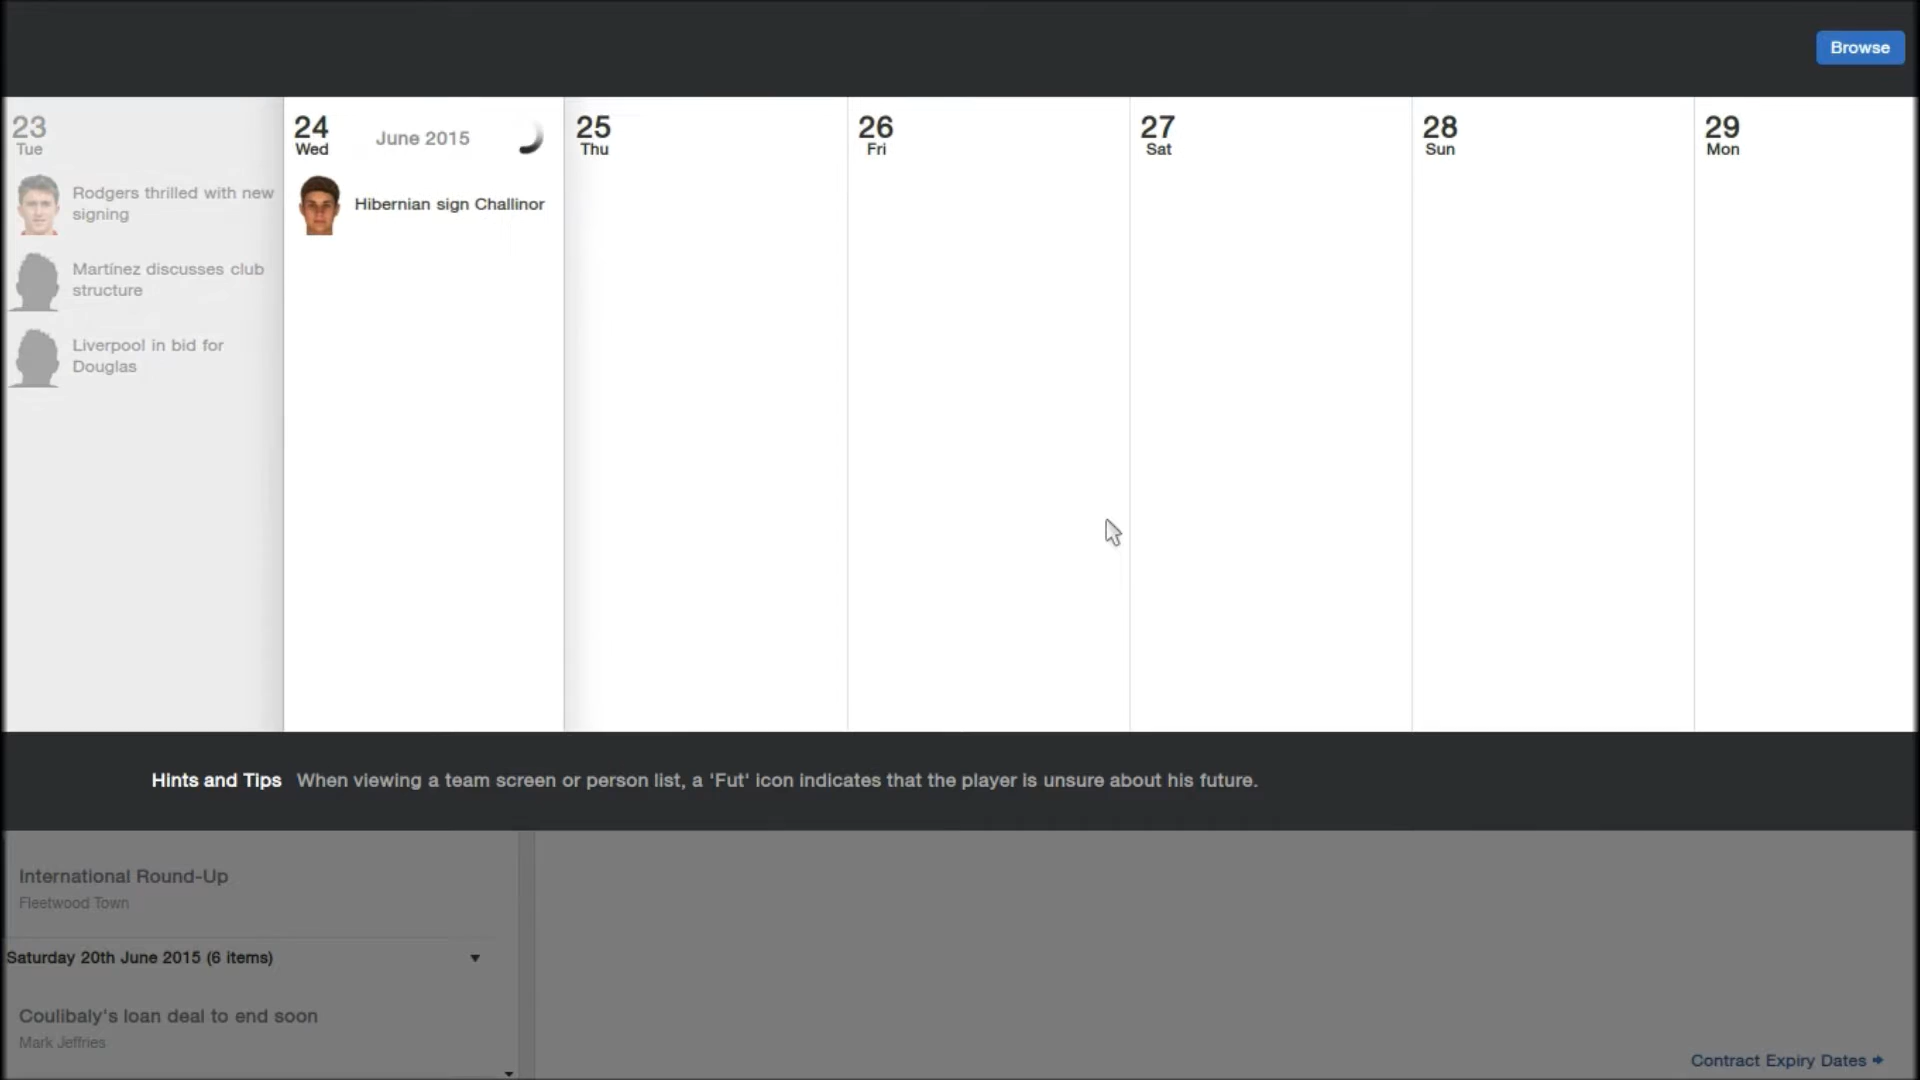 Browse
23
Tue
Rodgers thrilled with new
signing
Martínez discusses club
structure
Liverpool in bid for
Douglas
24
Wed
June 2015
Hibernian sign Challinor
25
Thu
26
Fri
27
Sat
28
Sun
29
Mon
Hints and Tips When viewing a team screen or person list, a 'Fut' icon indicates that the player is unsure about his future.
International Round-Up
Fleetwood Town
Saturday 20th June 2015 (6 items)
Coulibaly's loan deal to end soon
Mark Jeffries
Contract Expiry Dates